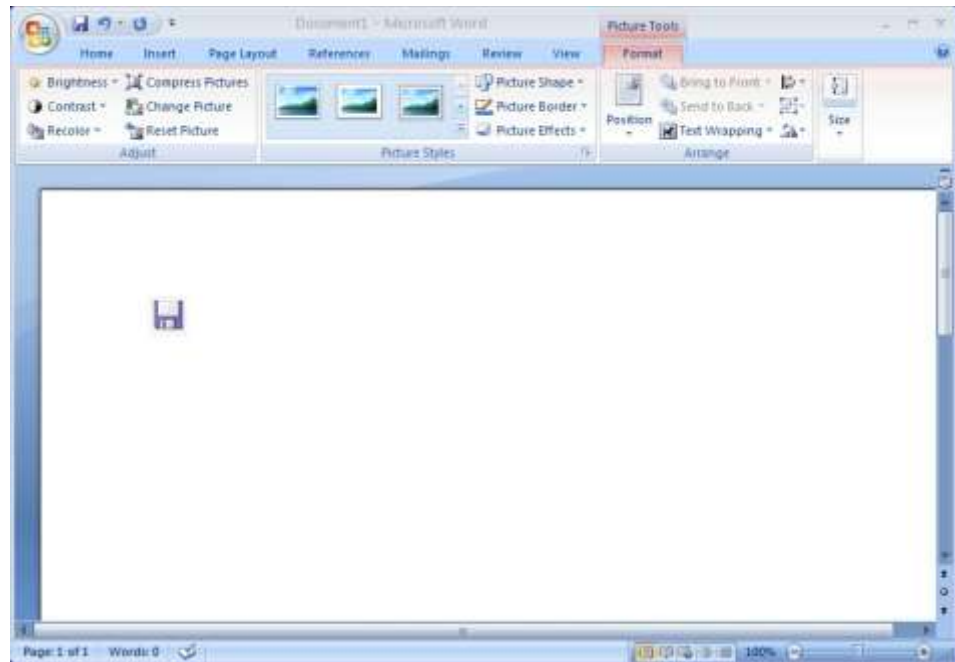 Document1 - Microsoft Word
Picture Tools
Home Insert Page Layout References Mailings Review View Format
Brightness Compress Pictures Picture Shape Bring to Front
Contrast Change Picture Picture Border Send to Back
Recolor Reset Picture Picture Effects Position Text Wrapping Size
Adjust Picture Styles Arrange
Page: 1 of 1 Words: 0 100%